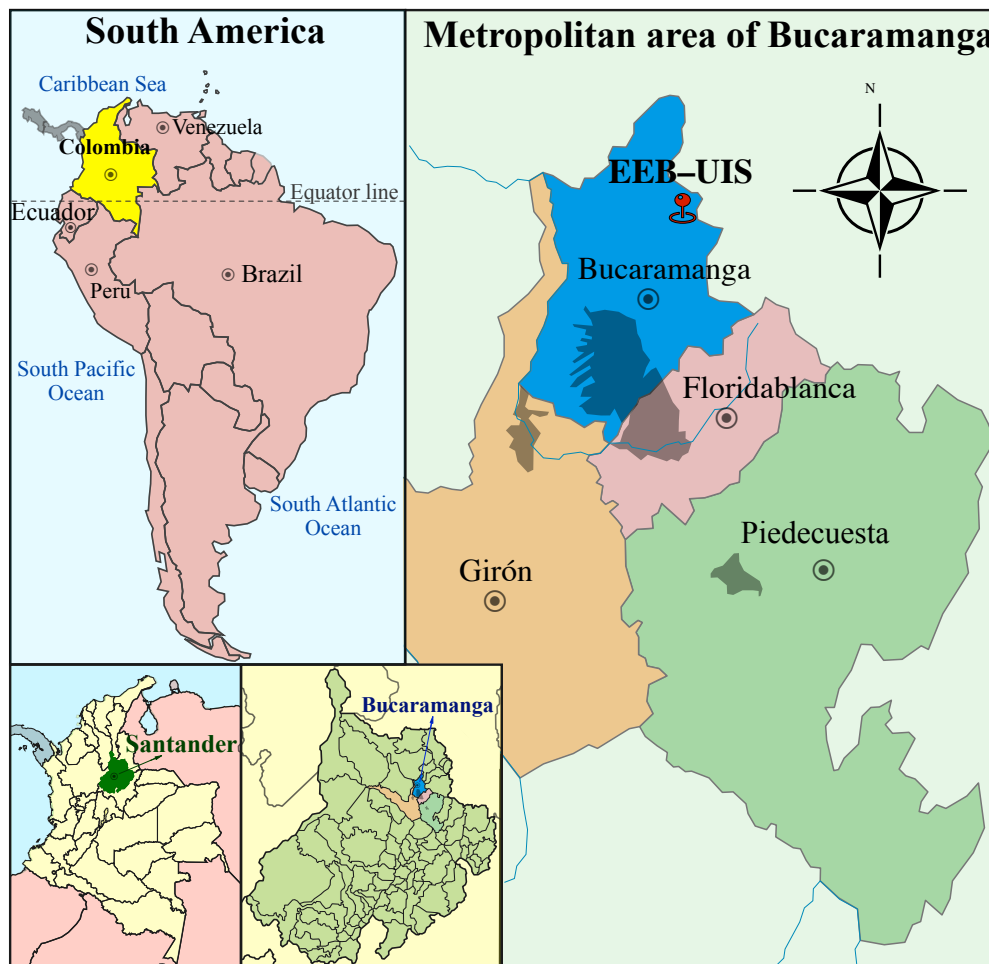 South America
Caribbean Sea
Venezuela
Colombia
Equator line
Ecuador
Peru
Brazil
South Pacific
Ocean
South Atlantic
Ocean
Metropolitan area of Bucaramanga
N
EEB–UIS
Bucaramanga
Floridablanca
Piedecuesta
Girón
Santander
Bucaramanga